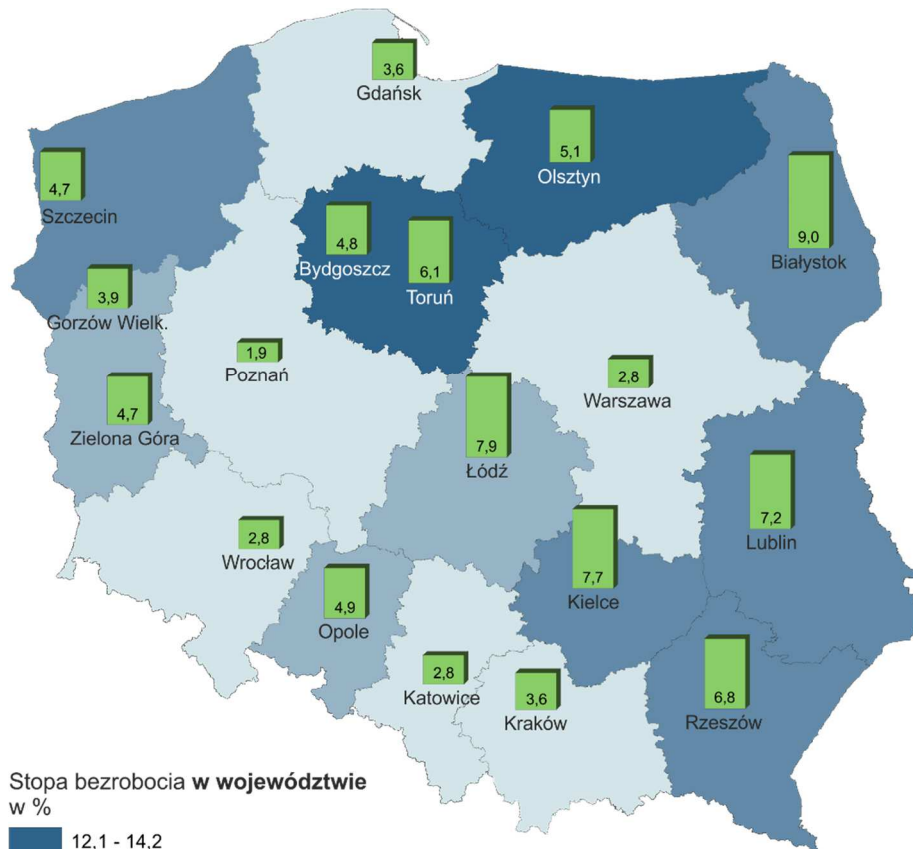 3,6
Gdańsk
5,1
Olsztyn
4,7
Szczecin
9,0
Białystok
4,8
Bydgoszcz
6,1
Toruń
3,9
Gorzów Wielk.
1,9
Poznań
2,8
Warszawa
4,7
Zielona Góra
7,9
Łódź
7,2
Lublin
2,8
Wrocław
7,7
Kielce
4,9
Opole
2,8
Katowice
3,6
Kraków
6,8
Rzeszów
Stopa bezrobocia w województwie
w %
12,1 - 14,2